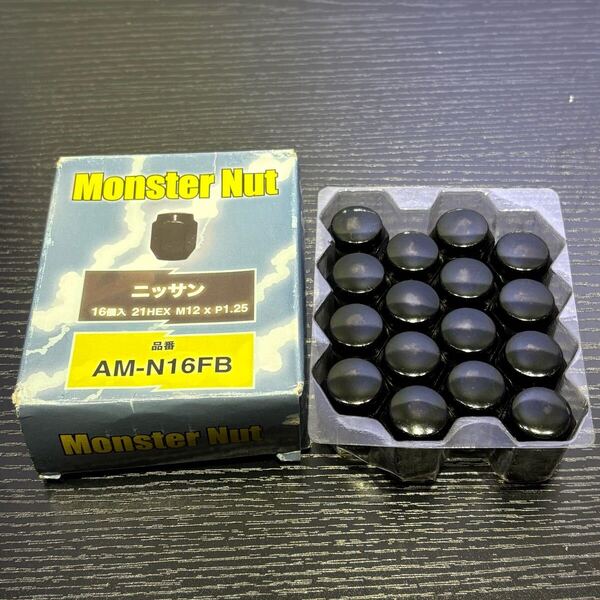 Monster Nut
ニッサン
16個入 21HEX M12 x P1.25
品番
AM-N16FB
Monster Nut